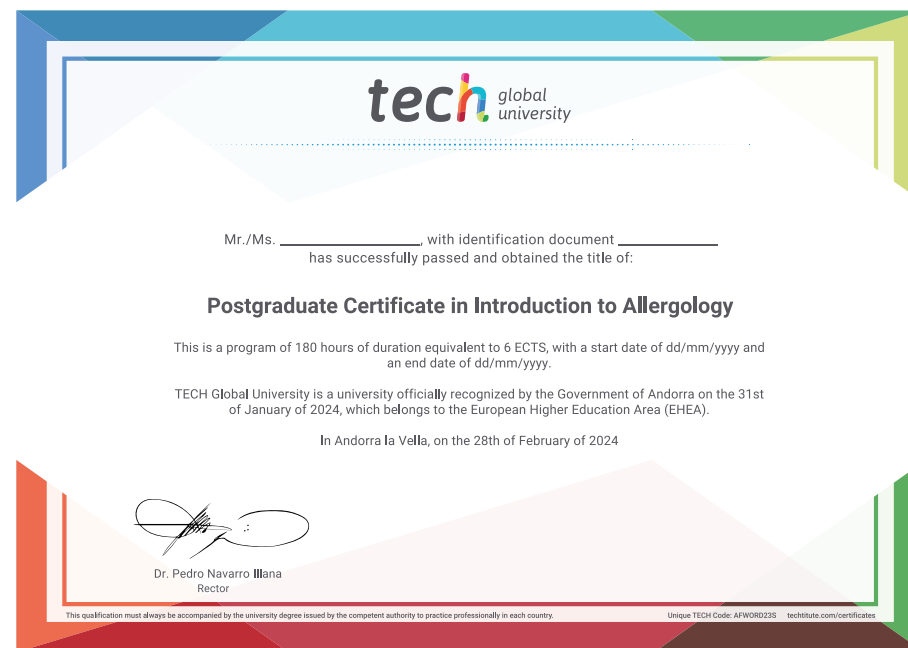 tech global
university
Mr./Ms. ____________, with identification document ____________
has successfully passed and obtained the title of:
Postgraduate Certificate in Introduction to Allergology
This is a program of 180 hours of duration equivalent to 6 ECTS, with a start date of dd/mm/yyyy and
an end date of dd/mm/yyyy.
TECH Global University is a university officially recognized by the Government of Andorra on the 31st
of January of 2024, which belongs to the European Higher Education Area (EHEA).
In Andorra la Vella, on the 28th of February of 2024
Dr. Pedro Navarro Illana
Rector
This qualification must always be accompanied by the university degree issued by the competent authority to practice professionally in each country.
Unique TECH Code: AFWORD23S techtitute.com/certificates